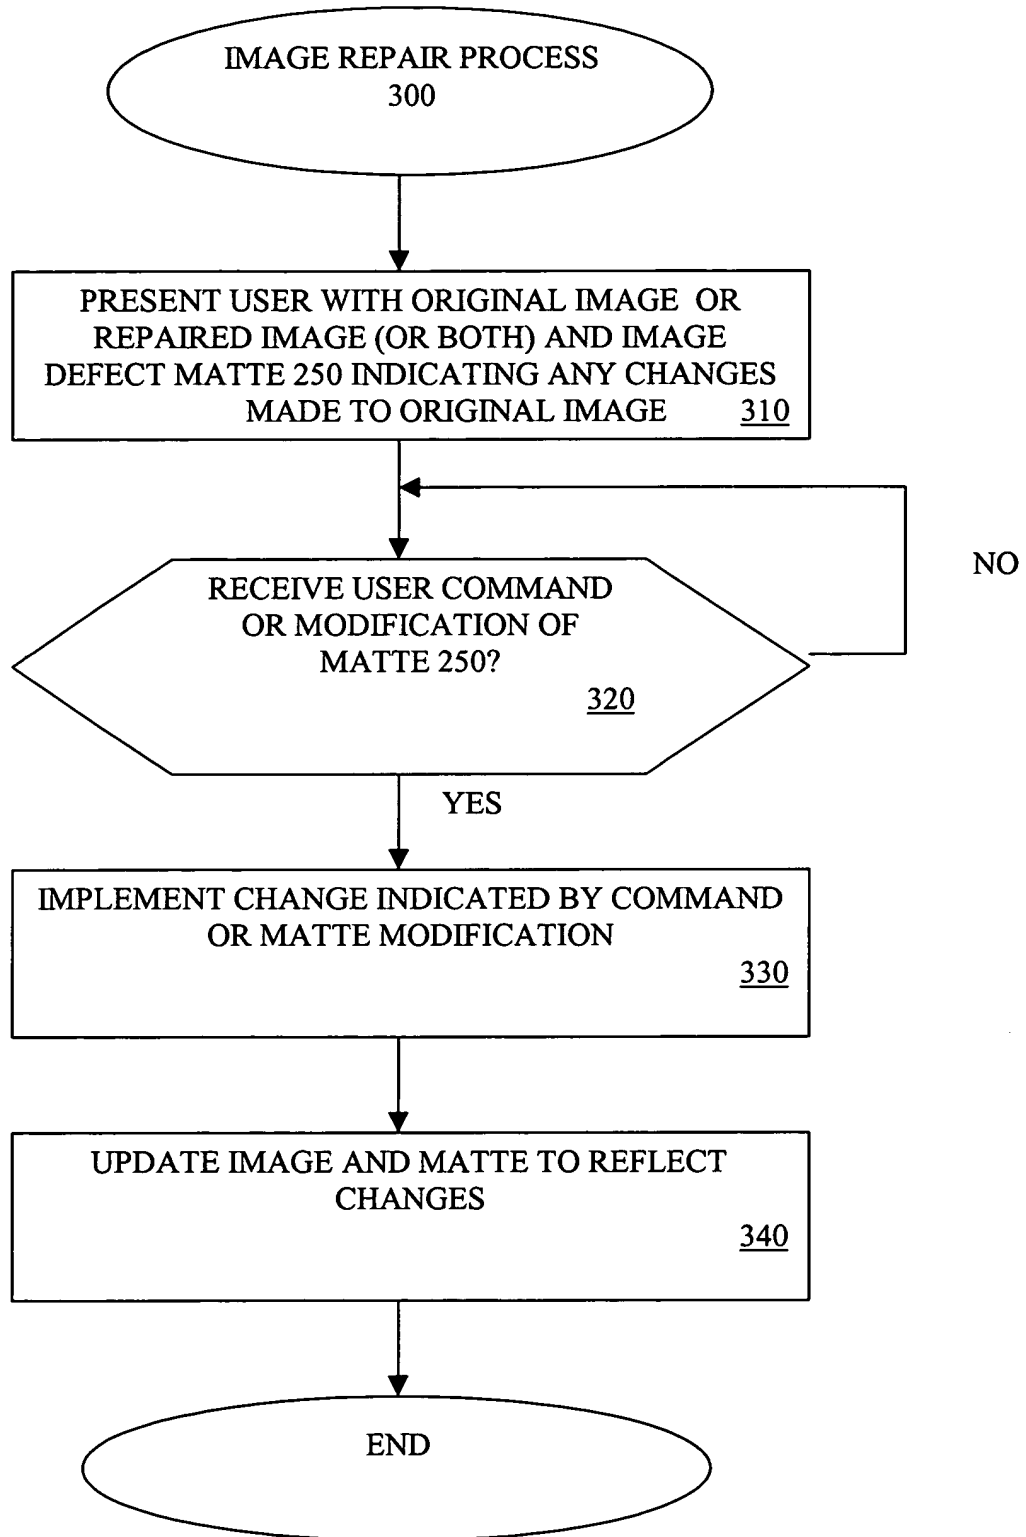 IMAGE REPAIR PROCESS
300
PRESENT USER WITH ORIGINAL IMAGE OR
REPAIRED IMAGE (OR BOTH) AND IMAGE
DEFECT MATTE 250 INDICATING ANY CHANGES
MADE TO ORIGINAL IMAGE 310
NO
RECEIVE USER COMMAND
OR MODIFICATION OF
MATTE 250?
320
YES
IMPLEMENT CHANGE INDICATED BY COMMAND
OR MATTE MODIFICATION
330
UPDATE IMAGE AND MATTE TO REFLECT
CHANGES
340
END